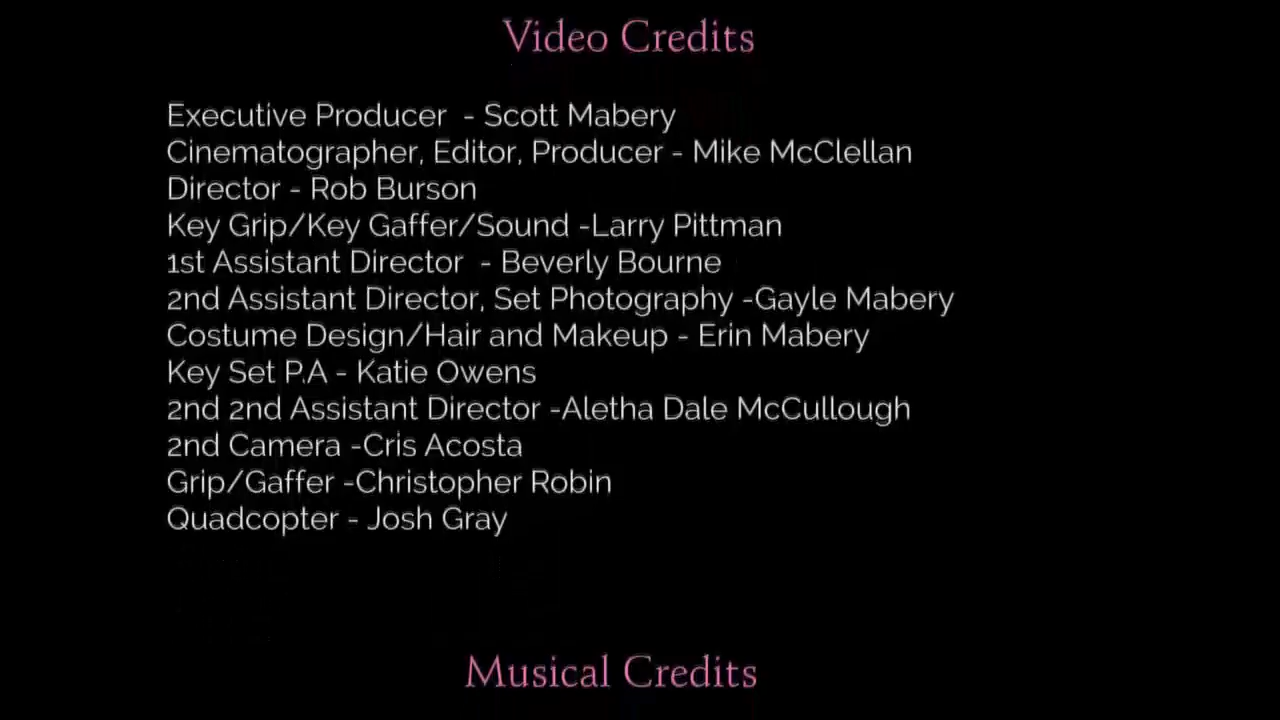 Video Credits
Executive Producer - Scott Mabery
Cinematographer, Editor, Producer - Mike McClellan
Director - Rob Burson
Key Grip/Key Gaffer/Sound -Larry Pittman
1st Assistant Director - Beverly Bourne
2nd Assistant Director, Set Photography -Gayle Mabery
Costume Design/Hair and Makeup - Erin Mabery
Key Set P.A - Katie Owens
2nd 2nd Assistant Director -Aletha Dale McCullough
2nd Camera -Cris Acosta
Grip/Gaffer -Christopher Robin
Quadcopter - Josh Gray
Musical Credits